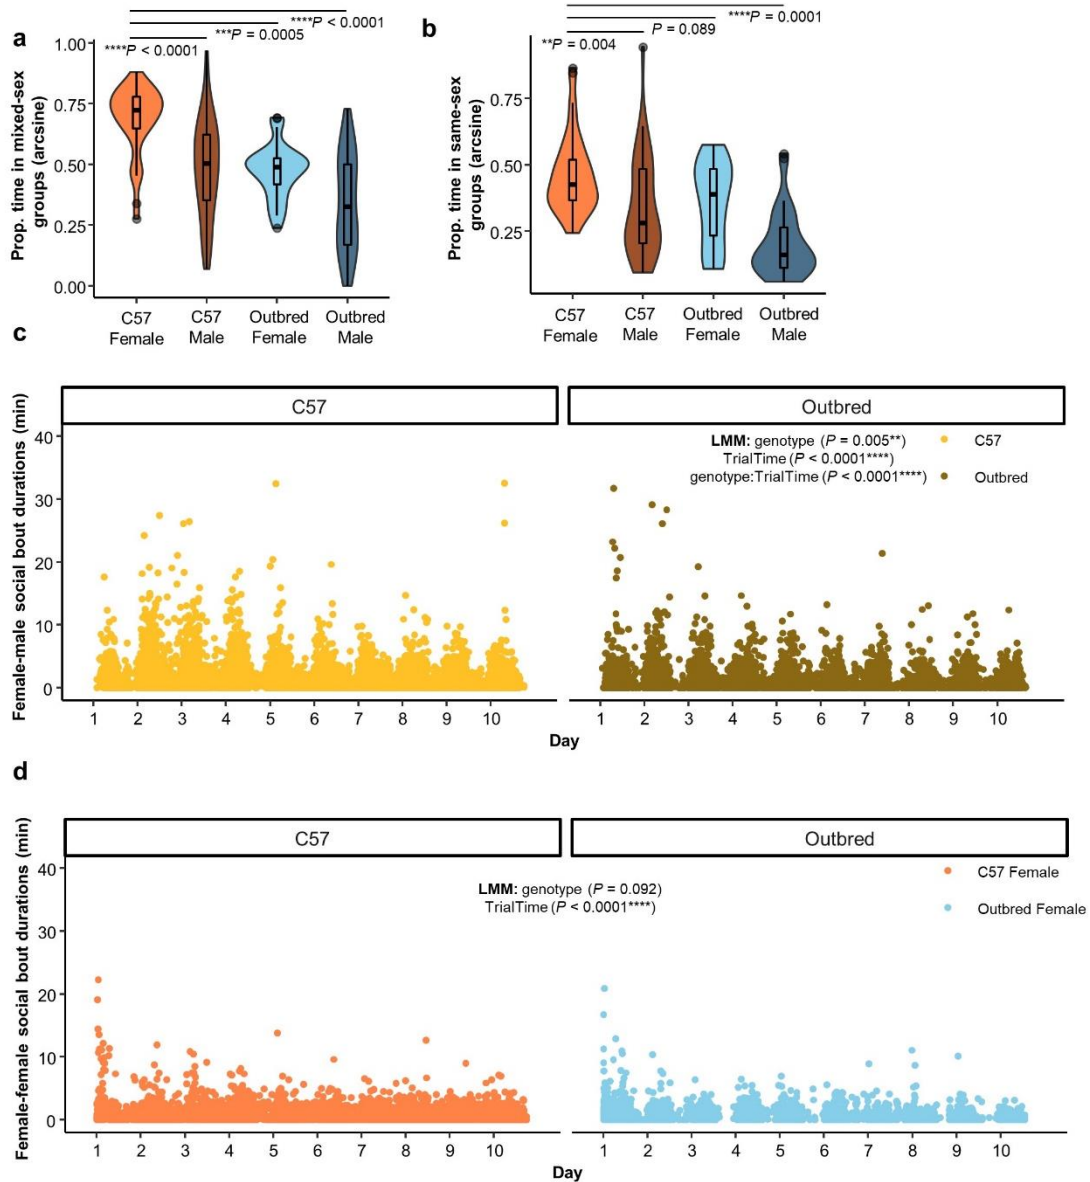 a
****P < 0.0001
***P = 0.0005
****P < 0.0001
Prop. time in mixed-sex
groups (arcsine)
1.00
0.75
0.50
0.25
0.00
C57
Female
C57
Male
Outbred
Female
Outbred
Male
b
****P = 0.0001
P = 0.089
**P = 0.004
Prop. time in same-sex
groups (arcsine)
0.75
0.50
0.25
C57
Female
C57
Male
Outbred
Female
Outbred
Male
c
C57
Outbred
Female-male social bout durations (min)
40
30
20
10
0
LMM: genotype (P = 0.005**)
TrialTime (P < 0.0001****)
genotype:TrialTime (P < 0.0001****)
C57
Outbred
1 2 3 4 5 6 7 8 9 10
1 2 3 4 5 6 7 8 9 10
Day
d
C57
Outbred
Female-female social bout durations (min)
40
30
20
10
0
LMM: genotype (P = 0.092)
TrialTime (P < 0.0001****)
C57 Female
Outbred Female
1 2 3 4 5 6 7 8 9 10
1 2 3 4 5 6 7 8 9 10
Day